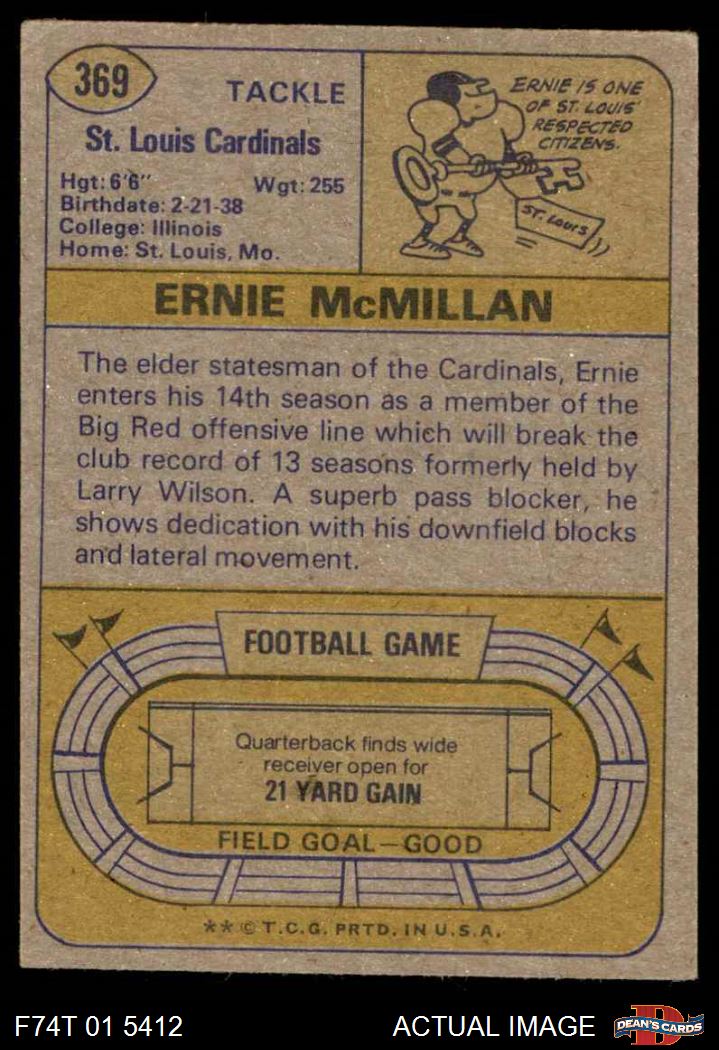 369
TACKLE
St. Louis Cardinals
Hgt: 6'6" Wgt: 255
Birthdate: 2-21-38
College: Illinois
Home: St. Louis, Mo.
ERNIE IS ONE
OF ST. LOUIS'
RESPECTED
CITIZENS.
ST. LOUIS
ERNIE McMILLAN
The elder statesman of the Cardinals, Ernie
enters his 14th season as a member of the
Big Red offensive line which will break the
club record of 13 seasons formerly held by
Larry Wilson. A superb pass blocker, he
shows dedication with his downfield blocks
and lateral movement.
FOOTBALL GAME
Quarterback finds wide
receiver open for
21 YARD GAIN
FIELD GOAL—GOOD
** © T.C.G. PRTD. IN U.S.A.
F74T 01 5412 ACTUAL IMAGE
D
DEAN'S CARDS